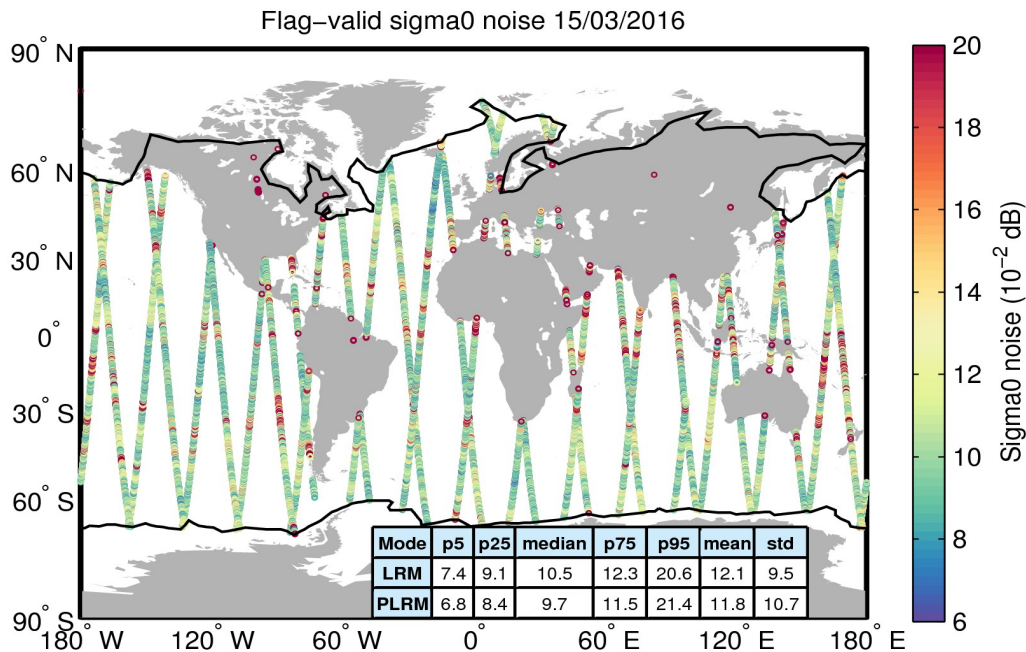 Flag−valid sigma0 noise 15/03/2016
90° N
60° N
30° N
0°
30° S
60° S
90° S
180° W
120° W
60° W
0°
60° E
120° E
180° E
20
18
16
14
12
10
8
6
Sigma0 noise (10⁻² dB)
Mode p5 p25 median p75 p95 mean std
LRM 7.4 9.1 10.5 12.3 20.6 12.1 9.5
PLRM 6.8 8.4 9.7 11.5 21.4 11.8 10.7